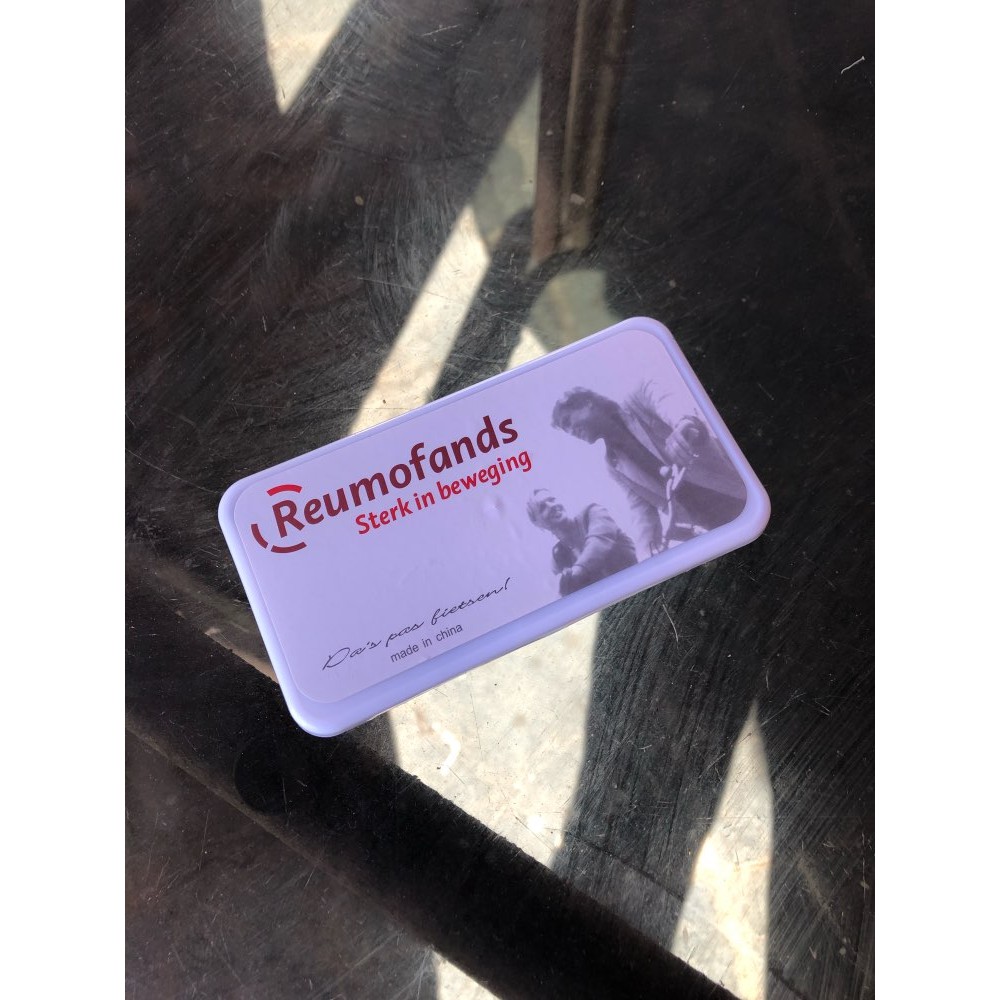 Reumofands
Sterk in beweging
Da's pas fietsen!
made in china